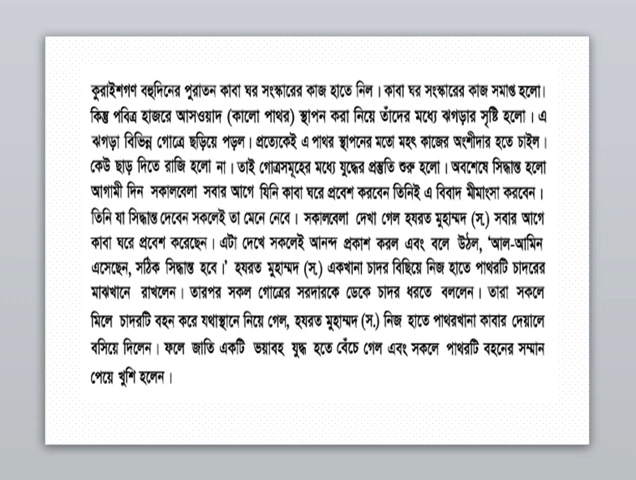 কুরাইশগণ বহুদিনের পুরাতন কাবা ঘর সংস্কারের কাজ হাতে নিল। কাবা ঘর সংস্কারের কাজ সমাপ্ত হলো।
কিন্তু পবিত্র হাজরে আসওয়াদ (কালো পাথর) স্থাপন করা নিয়ে তাঁদের মধ্যে ঝগড়ার সৃষ্টি হলো। এ
ঝগড়া বিভিন্ন গোত্রে ছড়িয়ে পড়ল। প্রত্যেকেই এ পাথর স্থাপনের মতো মহৎ কাজের অংশীদার হতে চাইল।
কেউ ছাড় দিতে রাজি হলো না। তাই গোত্রসমূহের মধ্যে যুদ্ধের প্রস্তুতি শুরু হলো। অবশেষে সিদ্ধান্ত হলো
আগামী দিন সকালবেলা সবার আগে যিনি কাবা ঘরে প্রবেশ করবেন তিনিই এ বিবাদ মীমাংসা করবেন।
তিনি যা সিদ্ধান্ত দেবেন সকলেই তা মেনে নেবে। সকালবেলা দেখা গেল হযরত মুহাম্মদ (স.) সবার আগে
কাবা ঘরে প্রবেশ করেছেন। এটা দেখে সকলেই আনন্দ প্রকাশ করল এবং বলে উঠল, ‘আল-আমিন
এসেছেন, সঠিক সিদ্ধান্ত হবে।’ হযরত মুহাম্মদ (স.) একখানা চাদর বিছিয়ে নিজ হাতে পাথরটি চাদরের
মাঝখানে রাখলেন। তারপর সকল গোত্রের সরদারকে ডেকে চাদর ধরতে বললেন। তারা সকলে
মিলে চাদরটি বহন করে যথাস্থানে নিয়ে গেল, হযরত মুহাম্মদ (স.) নিজ হাতে পাথরখানা কাবার দেয়ালে
বসিয়ে দিলেন। ফলে জাতি একটি ভয়াবহ যুদ্ধ হতে বেঁচে গেল এবং সকলে পাথরটি বহনের সম্মান
পেয়ে খুশি হলেন।